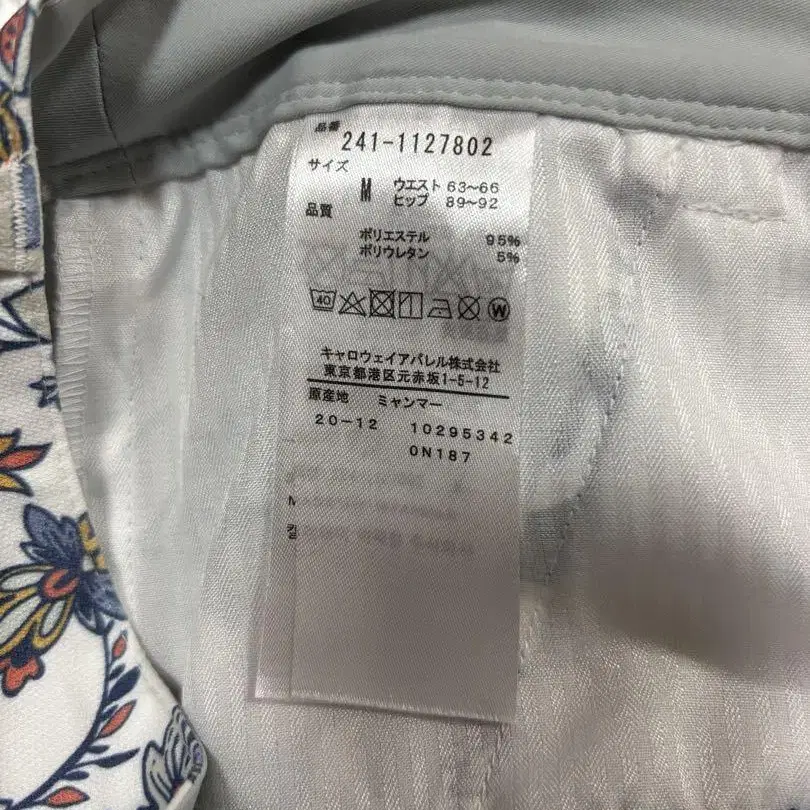 品番
241-1127802
サイズ
M ウエスト 63～66
ヒップ 89～92
品質
ポリエステル 95%
ポリウレタン 5%
40 W
キャロウェイアパレル株式会社
東京都港区元赤坂1-5-12
原産地 ミャンマー
20-12 10295342
0N187